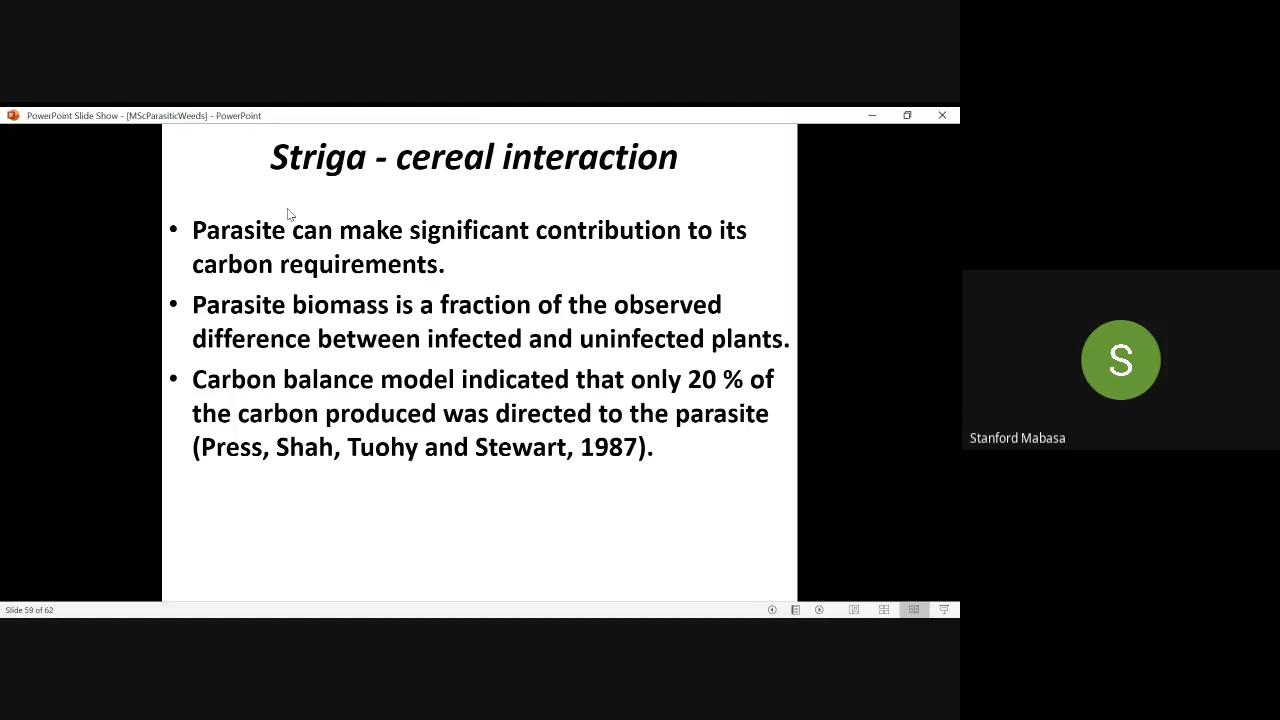 PowerPoint Slide Show - [MScParasiticWeeds] - PowerPoint
Striga - cereal interaction
• Parasite can make significant contribution to its
carbon requirements.
• Parasite biomass is a fraction of the observed
difference between infected and uninfected plants.
• Carbon balance model indicated that only 20 % of
the carbon produced was directed to the parasite
(Press, Shah, Tuohy and Stewart, 1987).
S
Stanford Mabasa
Slide 59 of 62